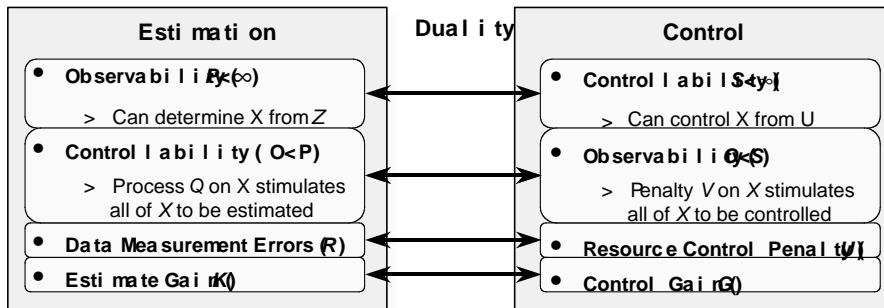 Estimation
Duality
Control
• Observability (P<∞)
> Can determine X from Z
• Controllability (O<P)
> Process Q on X stimulates
all of X to be estimated
• Data Measurement Errors (R)
• Estimate Gain (K)
• Controllability (S<∞)
> Can control X from U
• Observability (O<S)
> Penalty V on X stimulates
all of X to be controlled
• Resource Control Penalty
• Control Gain (G)